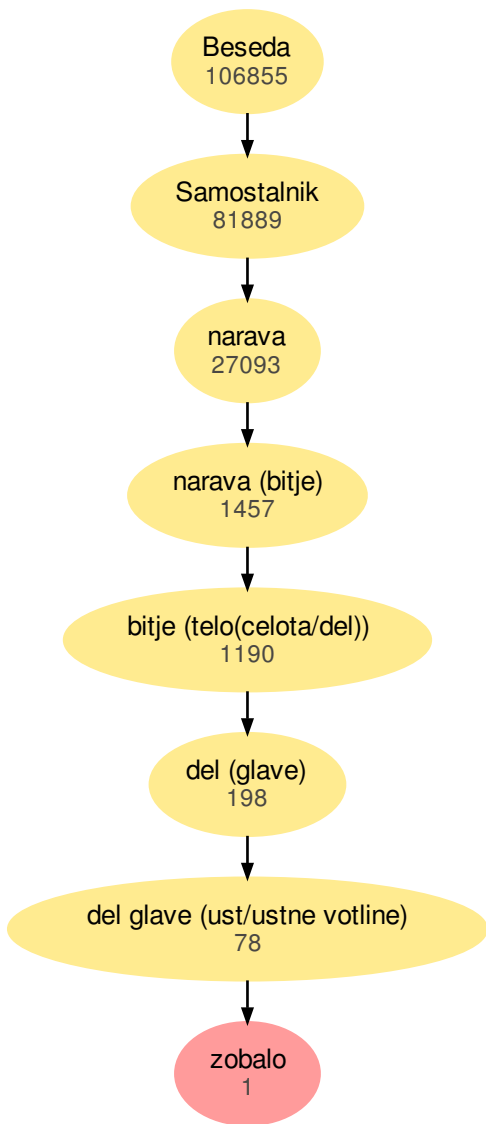 Beseda
106855
Samostalnik
81889
narava
27093
narava (bitje)
1457
bitje (telo(celota/del))
1190
del (glave)
198
del glave (ust/ustne votline)
78
zobalo
1